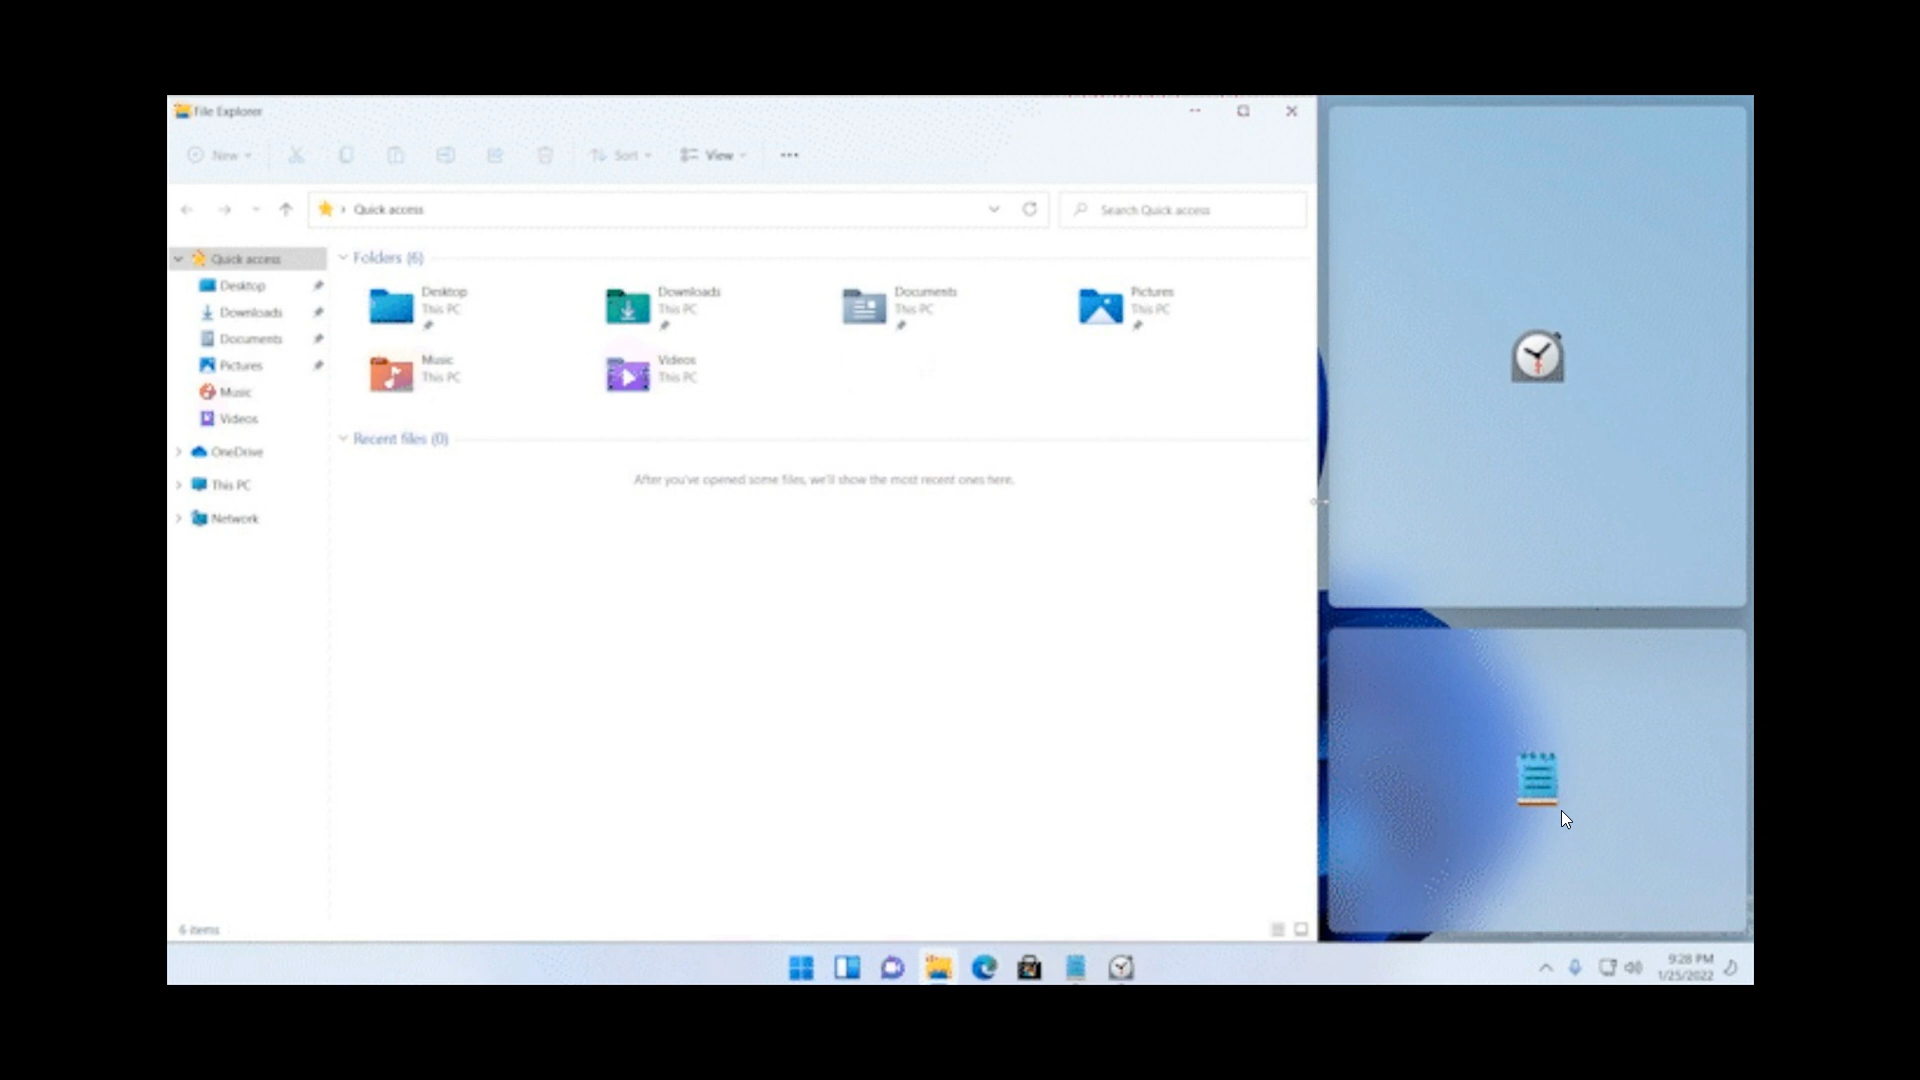 File Explorer
New
Sort
View
Quick access
Search Quick access
Quick access
Desktop
Downloads
Documents
Pictures
Music
Videos
OneDrive
This PC
Network
Folders (6)
Desktop
This PC
Downloads
This PC
Documents
This PC
Pictures
This PC
Music
This PC
Videos
This PC
Recent files (0)
After you've opened some files, we'll show the most recent ones here.
6 items
9:28 PM
1/25/2022